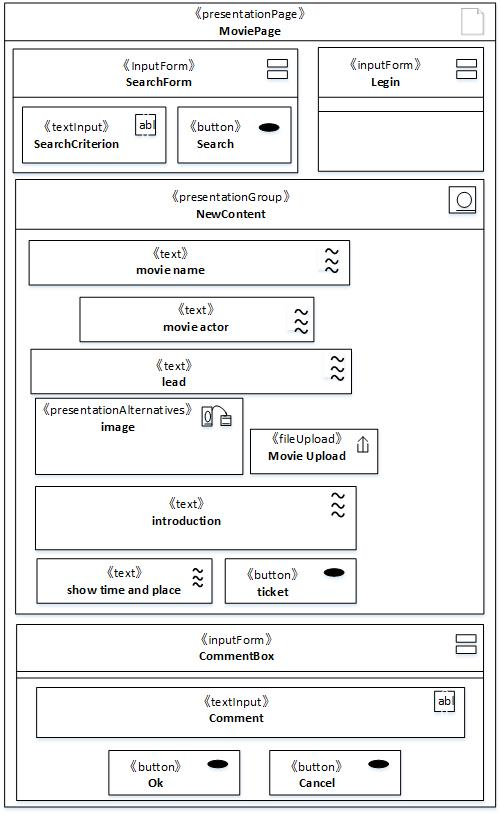 《presentationPage》
MoviePage
《InputForm》
SearchForm
《textInput》
abl
SearchCriterion
《button》
Search
《inputForm》
Legin
《presentationGroup》
NewContent
《text》
movie name
《text》
movie actor
《text》
lead
《presentationAlternatives》
image
《fileUpload》
Movie Upload
《text》
introduction
《text》
show time and place
《button》
ticket
《inputForm》
CommentBox
《textInput》
abl
Comment
《button》
Ok
《button》
Cancel